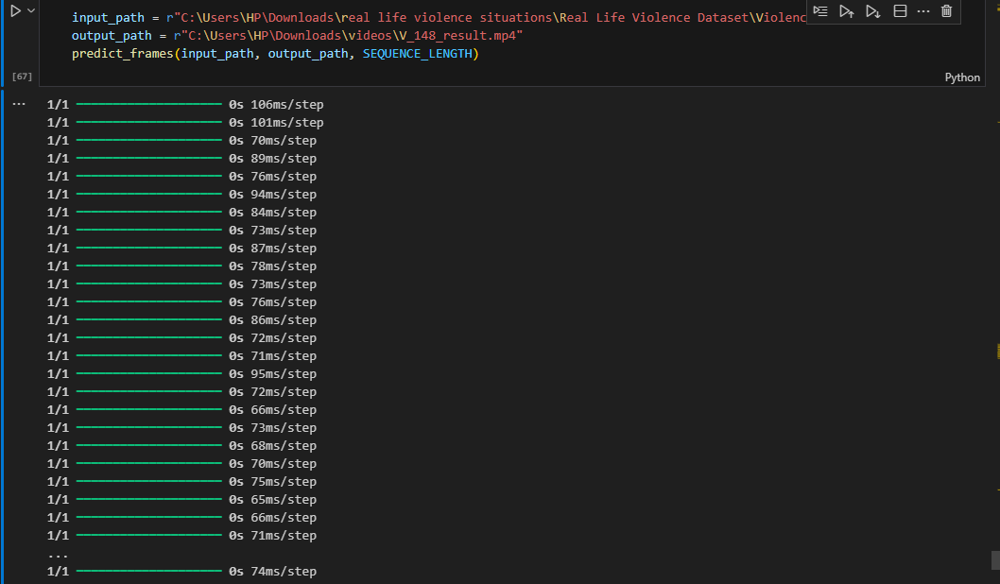 input_path = r"C:\Users\HP\Downloads\real life violence situations\Real Life Violence Dataset\Violenc
output_path = r"C:\Users\HP\Downloads\videos\V_148_result.mp4"
predict_frames(input_path, output_path, SEQUENCE_LENGTH)
[67]
Python
1/1 0s 106ms/step
1/1 0s 101ms/step
1/1 0s 70ms/step
1/1 0s 89ms/step
1/1 0s 76ms/step
1/1 0s 94ms/step
1/1 0s 84ms/step
1/1 0s 73ms/step
1/1 0s 87ms/step
1/1 0s 78ms/step
1/1 0s 73ms/step
1/1 0s 76ms/step
1/1 0s 86ms/step
1/1 0s 72ms/step
1/1 0s 71ms/step
1/1 0s 95ms/step
1/1 0s 72ms/step
1/1 0s 66ms/step
1/1 0s 73ms/step
1/1 0s 68ms/step
1/1 0s 70ms/step
1/1 0s 75ms/step
1/1 0s 65ms/step
1/1 0s 66ms/step
1/1 0s 71ms/step
...
1/1 0s 74ms/step